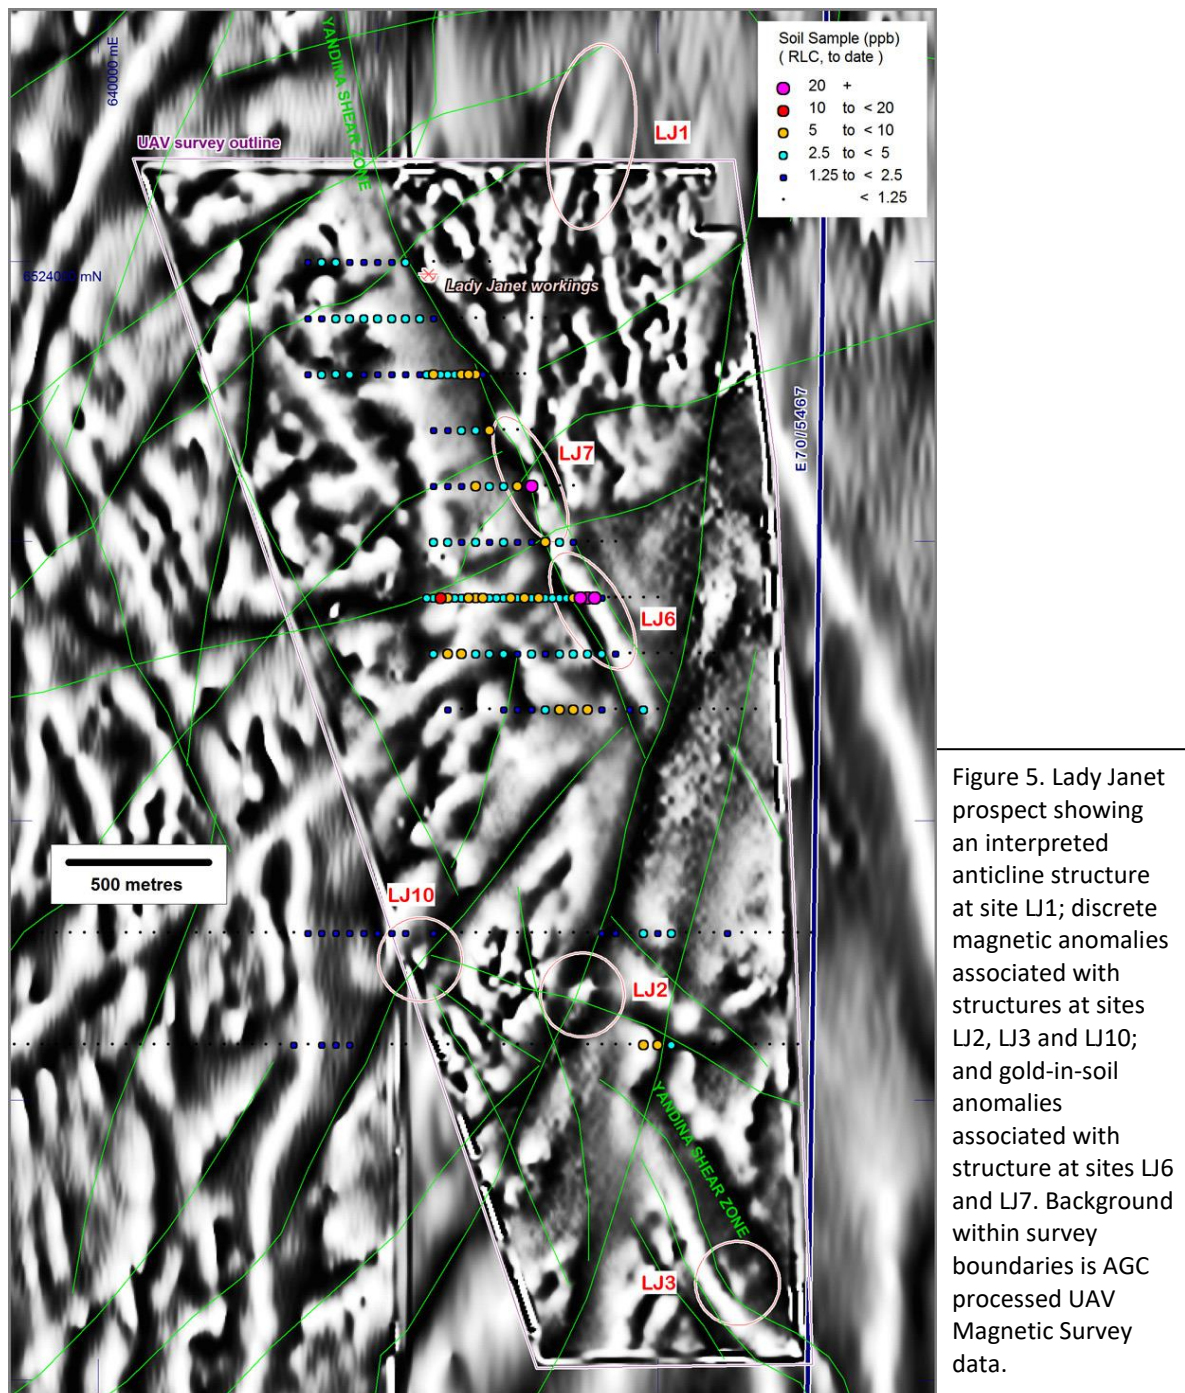 640000 mE
YANDINA SHEAR ZONE
Soil Sample (ppb)
( RLC, to date )
20 +
10 to < 20
5 to < 10
2.5 to < 5
1.25 to < 2.5
< 1.25
LJ1
UAV survey outline
6524000 mN
Lady Janet workings
E70/5467
LJ7
LJ6
500 metres
LJ10
LJ2
YANDINA SHEAR ZONE
LJ3
Figure 5. Lady Janet
prospect showing
an interpreted
anticline structure
at site LJ1; discrete
magnetic anomalies
associated with
structures at sites
LJ2, LJ3 and LJ10;
and gold-in-soil
anomalies
associated with
structure at sites LJ6
and LJ7. Background
within survey
boundaries is AGC
processed UAV
Magnetic Survey
data.